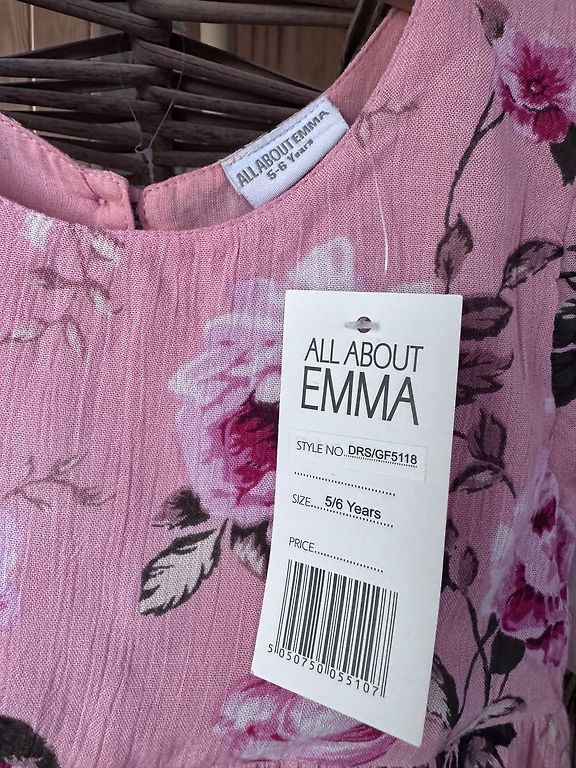 ALL ABOUT EMMA
5-6 Years
ALL ABOUT
EMMA
STYLE NO. DRS/GF5118
SIZE.... 5/6 Years
PRICE....................
5 050750 055107